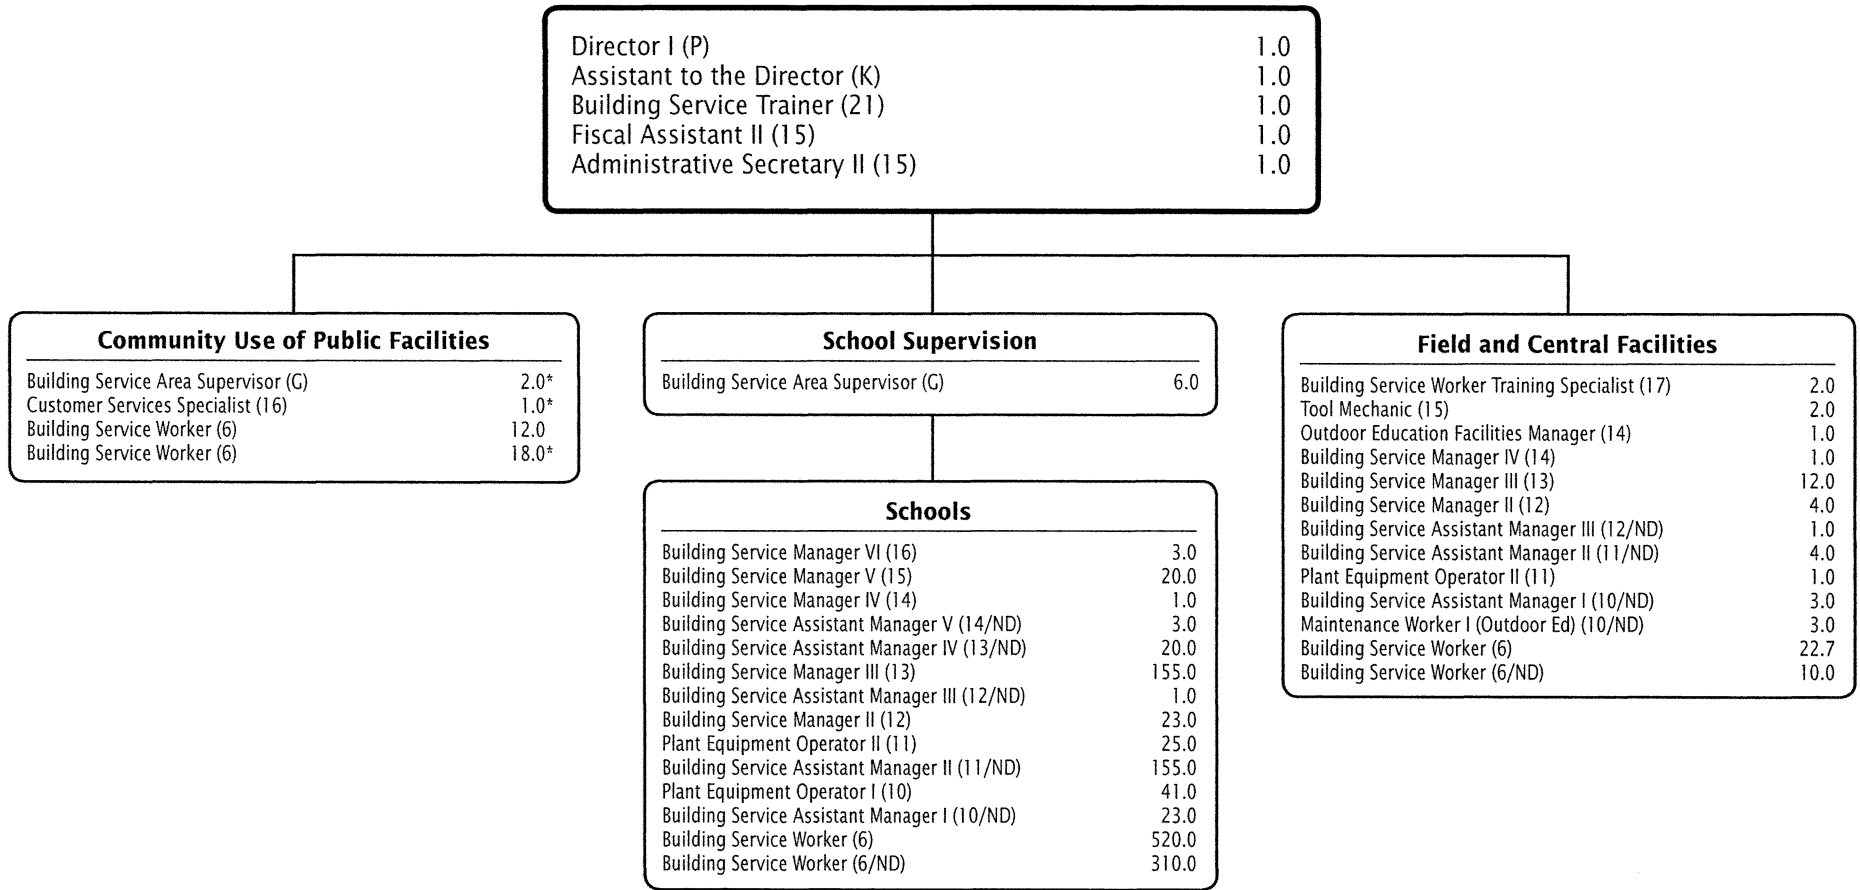 Director I (P) 1.0
Assistant to the Director (K) 1.0
Building Service Trainer (21) 1.0
Fiscal Assistant II (15) 1.0
Administrative Secretary II (15) 1.0
Community Use of Public Facilities
Building Service Area Supervisor (G) 2.0*
Customer Services Specialist (16) 1.0*
Building Service Worker (6) 12.0
Building Service Worker (6) 18.0*
School Supervision
Building Service Area Supervisor (G) 6.0
Schools
Building Service Manager VI (16) 3.0
Building Service Manager V (15) 20.0
Building Service Manager IV (14) 1.0
Building Service Assistant Manager V (14/ND) 3.0
Building Service Assistant Manager IV (13/ND) 20.0
Building Service Manager III (13) 155.0
Building Service Assistant Manager III (12/ND) 1.0
Building Service Manager II (12) 23.0
Plant Equipment Operator II (11) 25.0
Building Service Assistant Manager II (11/ND) 155.0
Plant Equipment Operator I (10) 41.0
Building Service Assistant Manager I (10/ND) 23.0
Building Service Worker (6) 520.0
Building Service Worker (6/ND) 310.0
Field and Central Facilities
Building Service Worker Training Specialist (17) 2.0
Tool Mechanic (15) 2.0
Outdoor Education Facilities Manager (14) 1.0
Building Service Manager IV (14) 1.0
Building Service Manager III (13) 12.0
Building Service Manager II (12) 4.0
Building Service Assistant Manager III (12/ND) 1.0
Building Service Assistant Manager II (11/ND) 4.0
Plant Equipment Operator II (11) 1.0
Building Service Assistant Manager I (10/ND) 3.0
Maintenance Worker I (Outdoor Ed) (10/ND) 3.0
Building Service Worker (6) 22.7
Building Service Worker (6/ND) 10.0